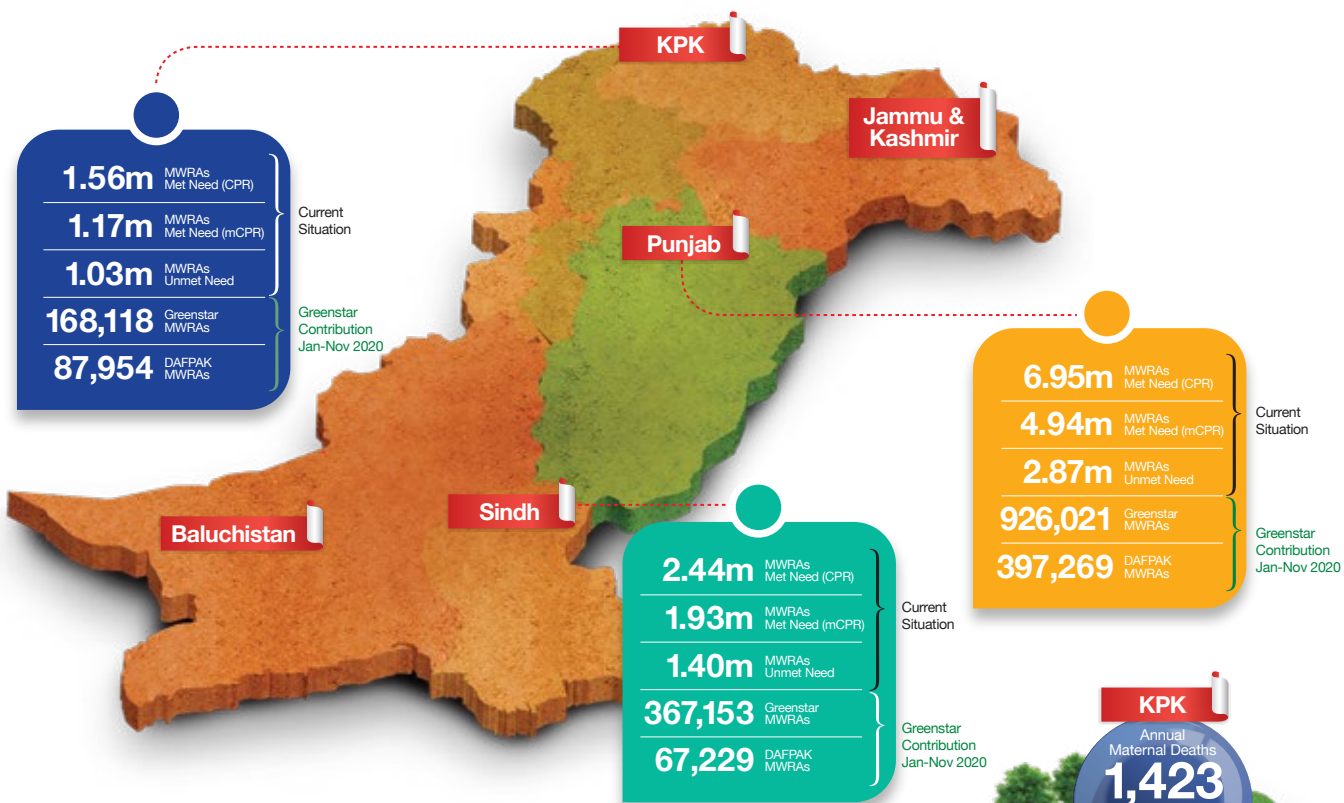 KPK
Jammu &
Kashmir
Punjab
Sindh
Baluchistan
1.56m MWRAs
Met Need (CPR)
1.17m MWRAs
Met Need (mCPR)
1.03m MWRAs
Unmet Need
Current
Situation
168,118 Greenstar
MWRAs
87,954 DAFPAK
MWRAs
Greenstar
Contribution
Jan-Nov 2020
6.95m MWRAs
Met Need (CPR)
4.94m MWRAs
Met Need (mCPR)
2.87m MWRAs
Unmet Need
Current
Situation
926,021 Greenstar
MWRAs
397,269 DAFPAK
MWRAs
Greenstar
Contribution
Jan-Nov 2020
2.44m MWRAs
Met Need (CPR)
1.93m MWRAs
Met Need (mCPR)
1.40m MWRAs
Unmet Need
Current
Situation
367,153 Greenstar
MWRAs
67,229 DAFPAK
MWRAs
Greenstar
Contribution
Jan-Nov 2020
KPK
Annual
Maternal Deaths
1,423